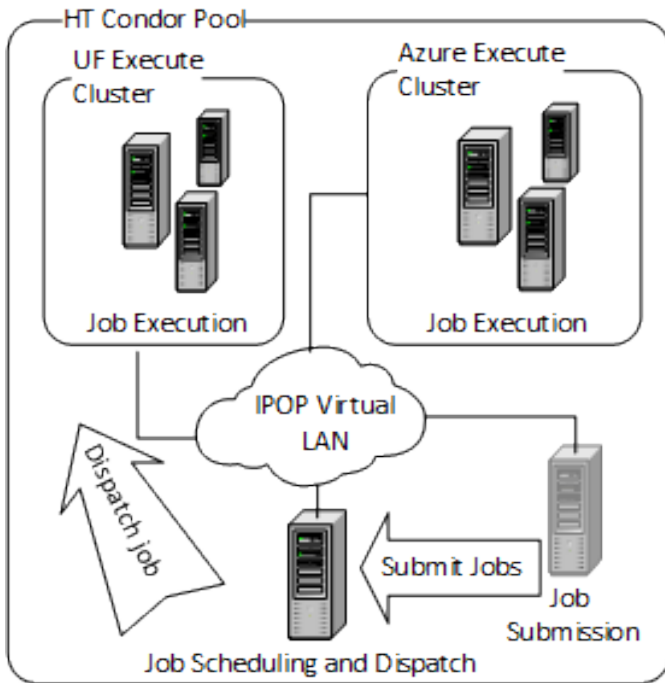 HT Condor Pool
UF Execute
Cluster
Azure Execute
Cluster
Job Execution
Job Execution
IPOP Virtual
LAN
Dispatch job
Submit Jobs
Job
Submission
Job Scheduling and Dispatch